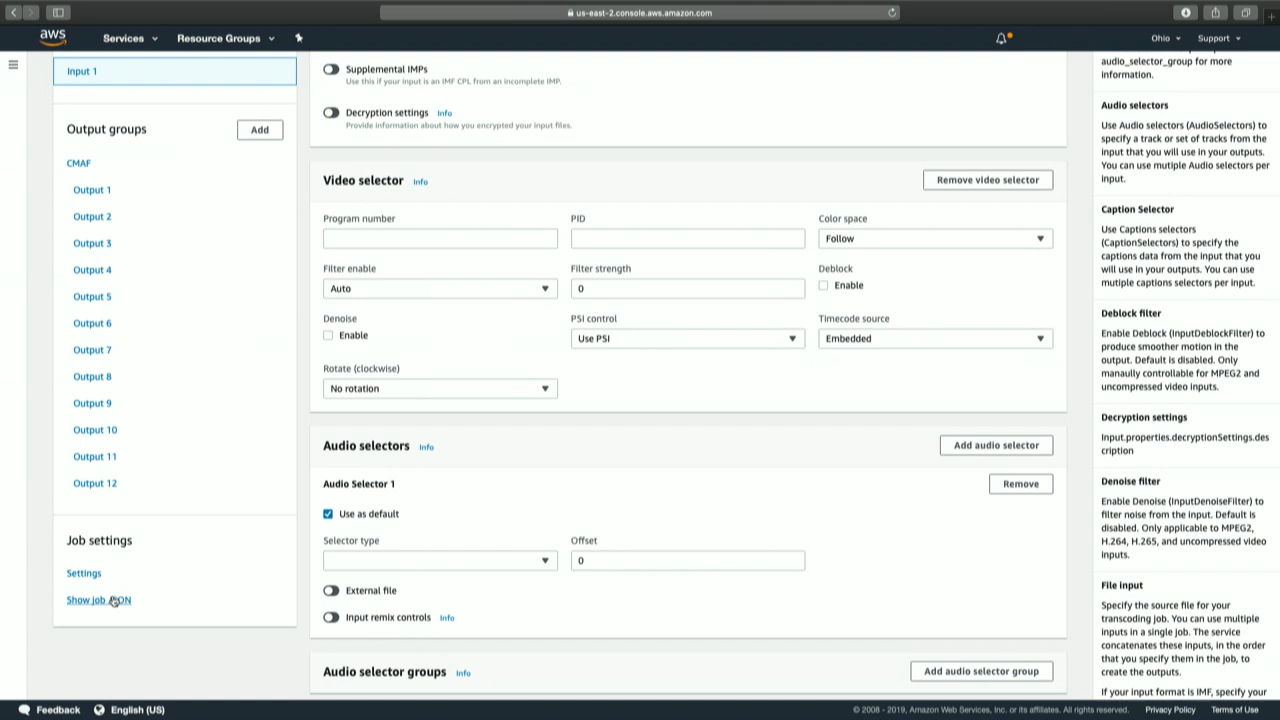 us-east-2.console.aws.amazon.com
aws
Services
Resource Groups
Ohio
Support
Input 1
Output groups
Add
CMAF
Output 1
Output 2
Output 3
Output 4
Output 5
Output 6
Output 7
Output 8
Output 9
Output 10
Output 11
Output 12
Job settings
Settings
Show job JSON
Supplemental IMPs
Use this if your input is an IMF CPL from an incomplete IMP.
Decryption settings Info
Provide information about how you encrypted your input files.
Video selector Info
Remove video selector
Program number
PID
Color space
Follow
Filter enable
Filter strength
Deblock
Auto
0
Enable
Denoise
PSI control
Timecode source
Enable
Use PSI
Embedded
Rotate (clockwise)
No rotation
Audio selectors Info
Add audio selector
Audio Selector 1
Remove
Use as default
Selector type
Offset
0
External file
Input remix controls Info
Audio selector groups Info
Add audio selector group
audio_selector_group for more
information.
Audio selectors
Use Audio selectors (AudioSelectors) to
specify a track or set of tracks from the
input that you will use in your outputs.
You can use mutiple Audio selectors per
input.
Caption Selector
Use Captions selectors
(CaptionSelectors) to specify the
captions data from the input that you
will use in your outputs. You can use
mutiple captions selectors per input.
Deblock filter
Enable Deblock (InputDeblockFilter) to
produce smoother motion in the
output. Default is disabled. Only
manaully controllable for MPEG2 and
uncompressed video inputs.
Decryption settings
Input.properties.decryptionSettings.des
cription
Denoise filter
Enable Denoise (InputDenoiseFilter) to
filter noise from the input. Default is
disabled. Only applicable to MPEG2,
H.264, H.265, and uncompressed video
inputs.
File input
Specify the source file for your
transcoding job. You can use multiple
inputs in a single job. The service
concatenates these inputs, in the order
that you specify them in the job, to
create the outputs.
If your input format is IMF, specify your
Feedback
English (US)
© 2008 - 2019, Amazon Web Services, Inc. or its affiliates. All rights reserved.
Privacy Policy
Terms of Use